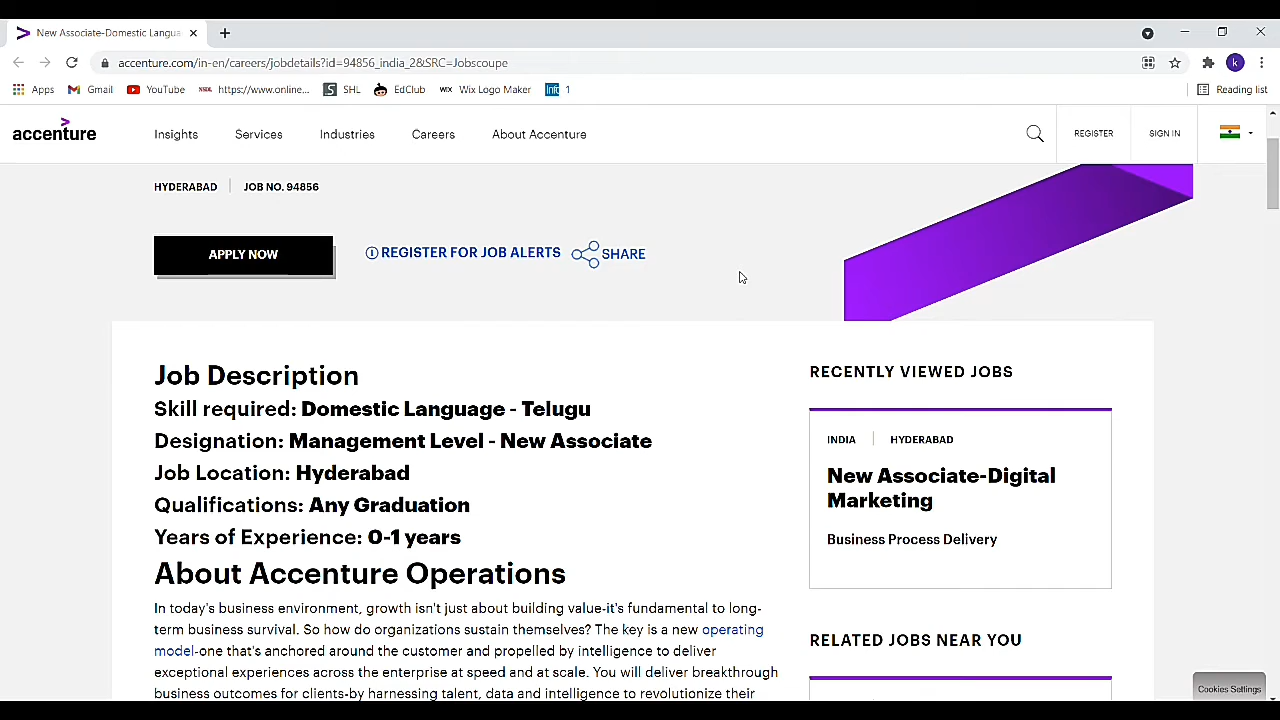 New Associate-Domestic Langua
accenture.com/in-en/careers/jobdetails?id=94856_india_2&SRC=Jobscoupe
k
Apps Gmail YouTube https://www.online... SHL EdClub WIX Wix Logo Maker 1 Reading list
accenture Insights Services Industries Careers About Accenture REGISTER SIGN IN
HYDERABAD JOB NO. 94856
APPLY NOW REGISTER FOR JOB ALERTS SHARE
Job Description
Skill required: Domestic Language - Telugu
Designation: Management Level - New Associate
Job Location: Hyderabad
Qualifications: Any Graduation
Years of Experience: 0-1 years
About Accenture Operations
In today's business environment, growth isn't just about building value-it's fundamental to long-
term business survival. So how do organizations sustain themselves? The key is a new operating
model-one that's anchored around the customer and propelled by intelligence to deliver
exceptional experiences across the enterprise at speed and at scale. You will deliver breakthrough
business outcomes for clients-by harnessing talent, data and intelligence to revolutionize their
RECENTLY VIEWED JOBS
INDIA HYDERABAD
New Associate-Digital
Marketing
Business Process Delivery
RELATED JOBS NEAR YOU
Cookies Settings